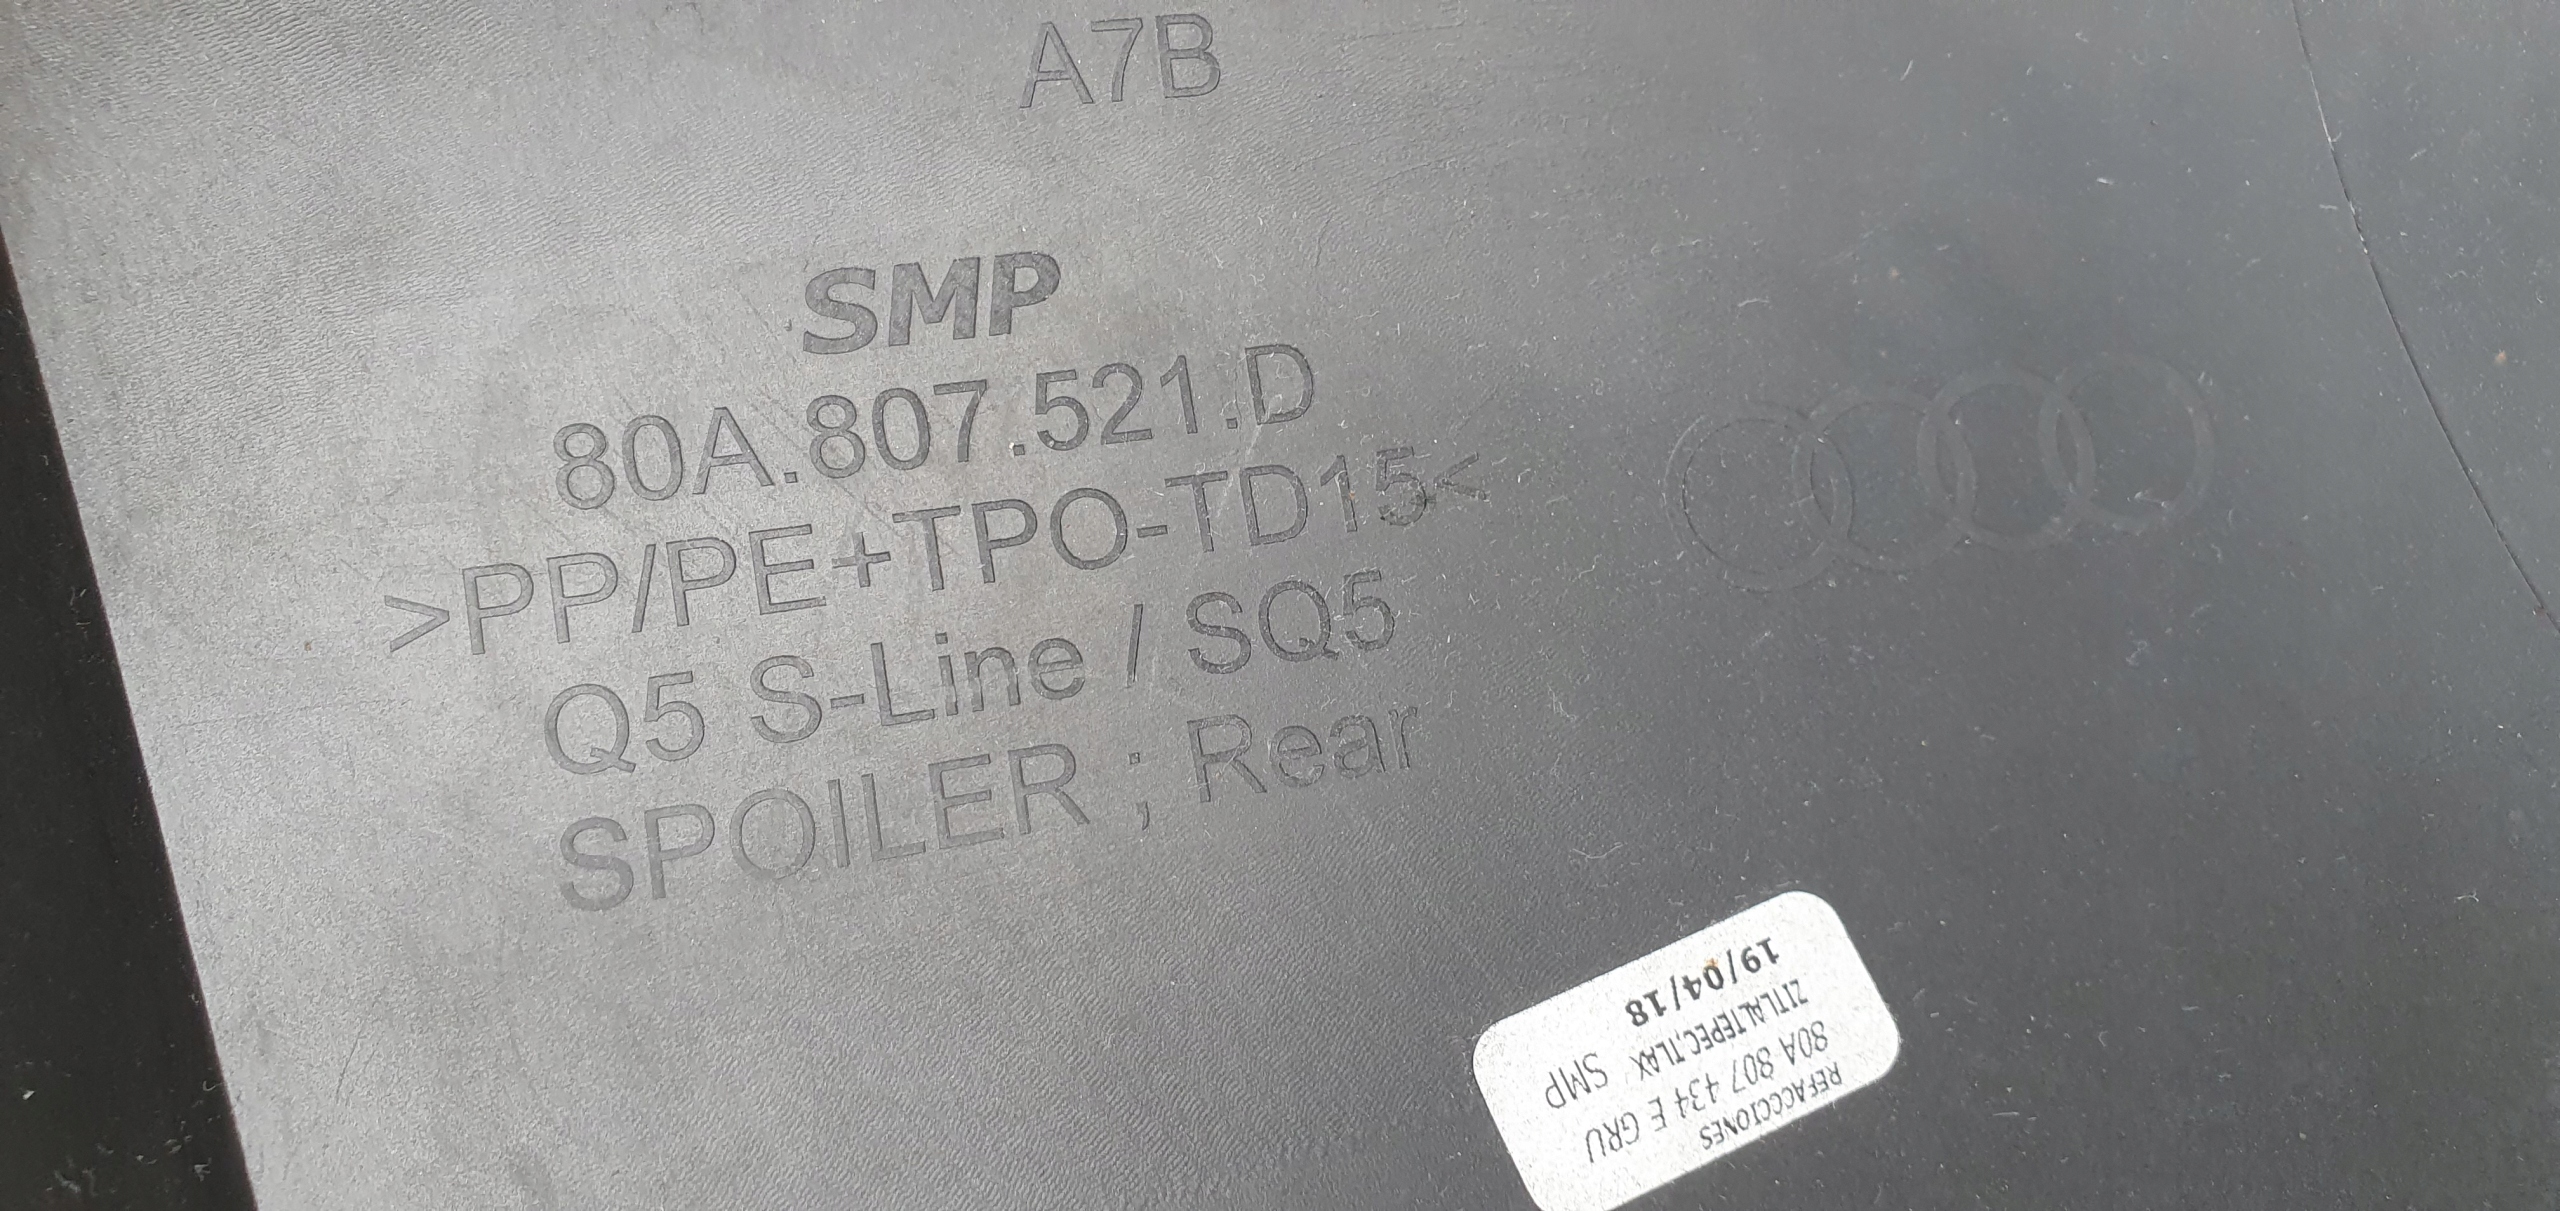 A7B
SMP
80A.807.521.D
>PP/PE+TPO-TD15<
Q5 S-Line / SQ5
SPOILER ; Rear
REFACCCIONES
80A 807 434 E GRU
ZITLALTEPEC,TLAX. SMP
19/04/18